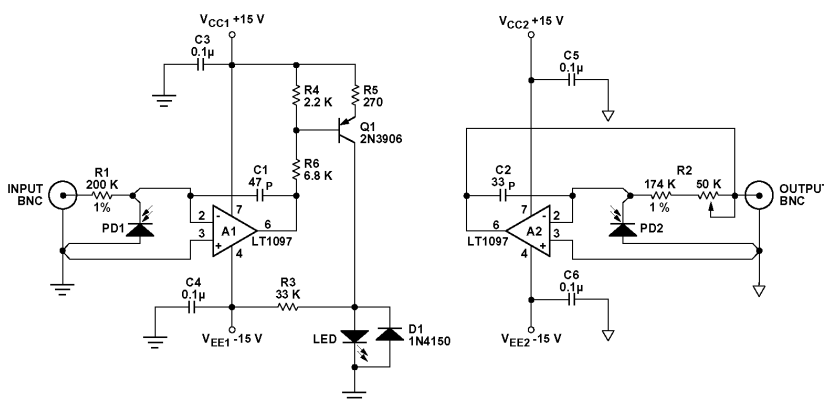 VCC1 +15 V
C3
0.1µ
R4
2.2 K
R5
270
Q1
2N3906
R6
6.8 K
INPUT
BNC
R1
200 K
1%
C1
47 P
PD1
2
3
7
A1
6
4
LT1097
C4
0.1µ
R3
33 K
VEE1 -15 V
LED
D1
1N4150
VCC2 +15 V
C5
0.1µ
C2
33 P
R2
174 K
1 %
50 K
OUTPUT
BNC
7
6
A2
2
3
4
LT1097
PD2
C6
0.1µ
VEE2 -15 V